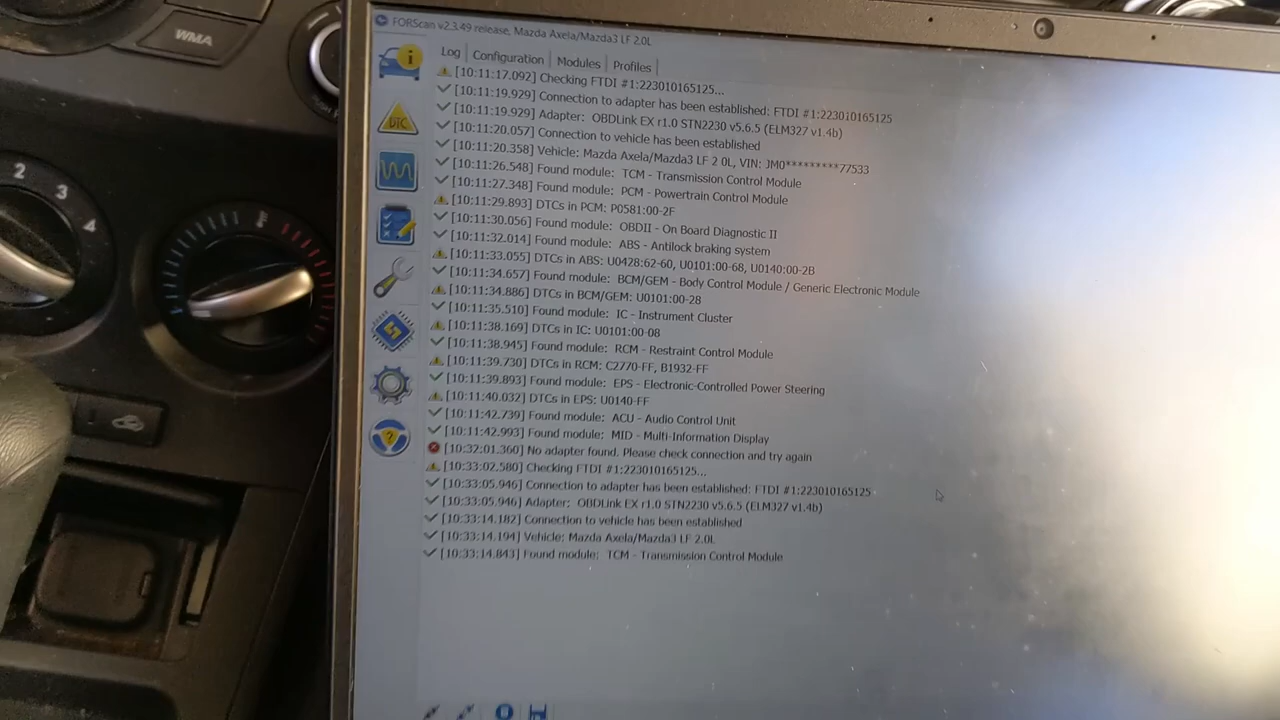 FORScan v2.3.49 release, Mazda Axela/Mazda3 LF 2.0L
Log Configuration Modules Profiles
[10:11:17.092] Checking FTDI #1:223010165125...
[10:11:19.929] Connection to adapter has been established: FTDI #1:223010165125
[10:11:19.929] Adapter: OBDLink EX r1.0 STN2230 v5.6.5 (ELM327 v1.4b)
[10:11:20.057] Connection to vehicle has been established
[10:11:20.358] Vehicle: Mazda Axela/Mazda3 LF 2 0L, VIN: JM0*********77533
[10:11:26.548] Found module: TCM - Transmission Control Module
[10:11:27.348] Found module: PCM - Powertrain Control Module
[10:11:29.893] DTCs in PCM: P0581:00-2F
[10:11:30.056] Found module: OBDII - On Board Diagnostic II
[10:11:32.014] Found module: ABS - Antilock braking system
[10:11:33.055] DTCs in ABS: U0428:62-60, U0101:00-68, U0140:00-2B
[10:11:34.657] Found module: BCM/GEM - Body Control Module / Generic Electronic Module
[10:11:34.886] DTCs in BCM/GEM: U0101:00-28
[10:11:35.510] Found module: IC - Instrument Cluster
[10:11:38.169] DTCs in IC: U0101:00-08
[10:11:38.945] Found module: RCM - Restraint Control Module
[10:11:39.730] DTCs in RCM: C2770-FF, B1932-FF
[10:11:39.893] Found module: EPS - Electronic-Controlled Power Steering
[10:11:40.032] DTCs in EPS: U0140-FF
[10:11:42.739] Found module: ACU - Audio Control Unit
[10:11:42.993] Found module: MID - Multi-Information Display
[10:32:01.360] No adapter found. Please check connection and try again
[10:33:02.580] Checking FTDI #1:223010165125...
[10:33:05.946] Connection to adapter has been established: FTDI #1:223010165125
[10:33:05.946] Adapter: OBDLink EX r1.0 STN2230 v5.6.5 (ELM327 v1.4b)
[10:33:14.182] Connection to vehicle has been established
[10:33:14.194] Vehicle: Mazda Axela/Mazda3 LF 2.0L
[10:33:14.843] Found module: TCM - Transmission Control Module
DTC
WMA
2
3
4